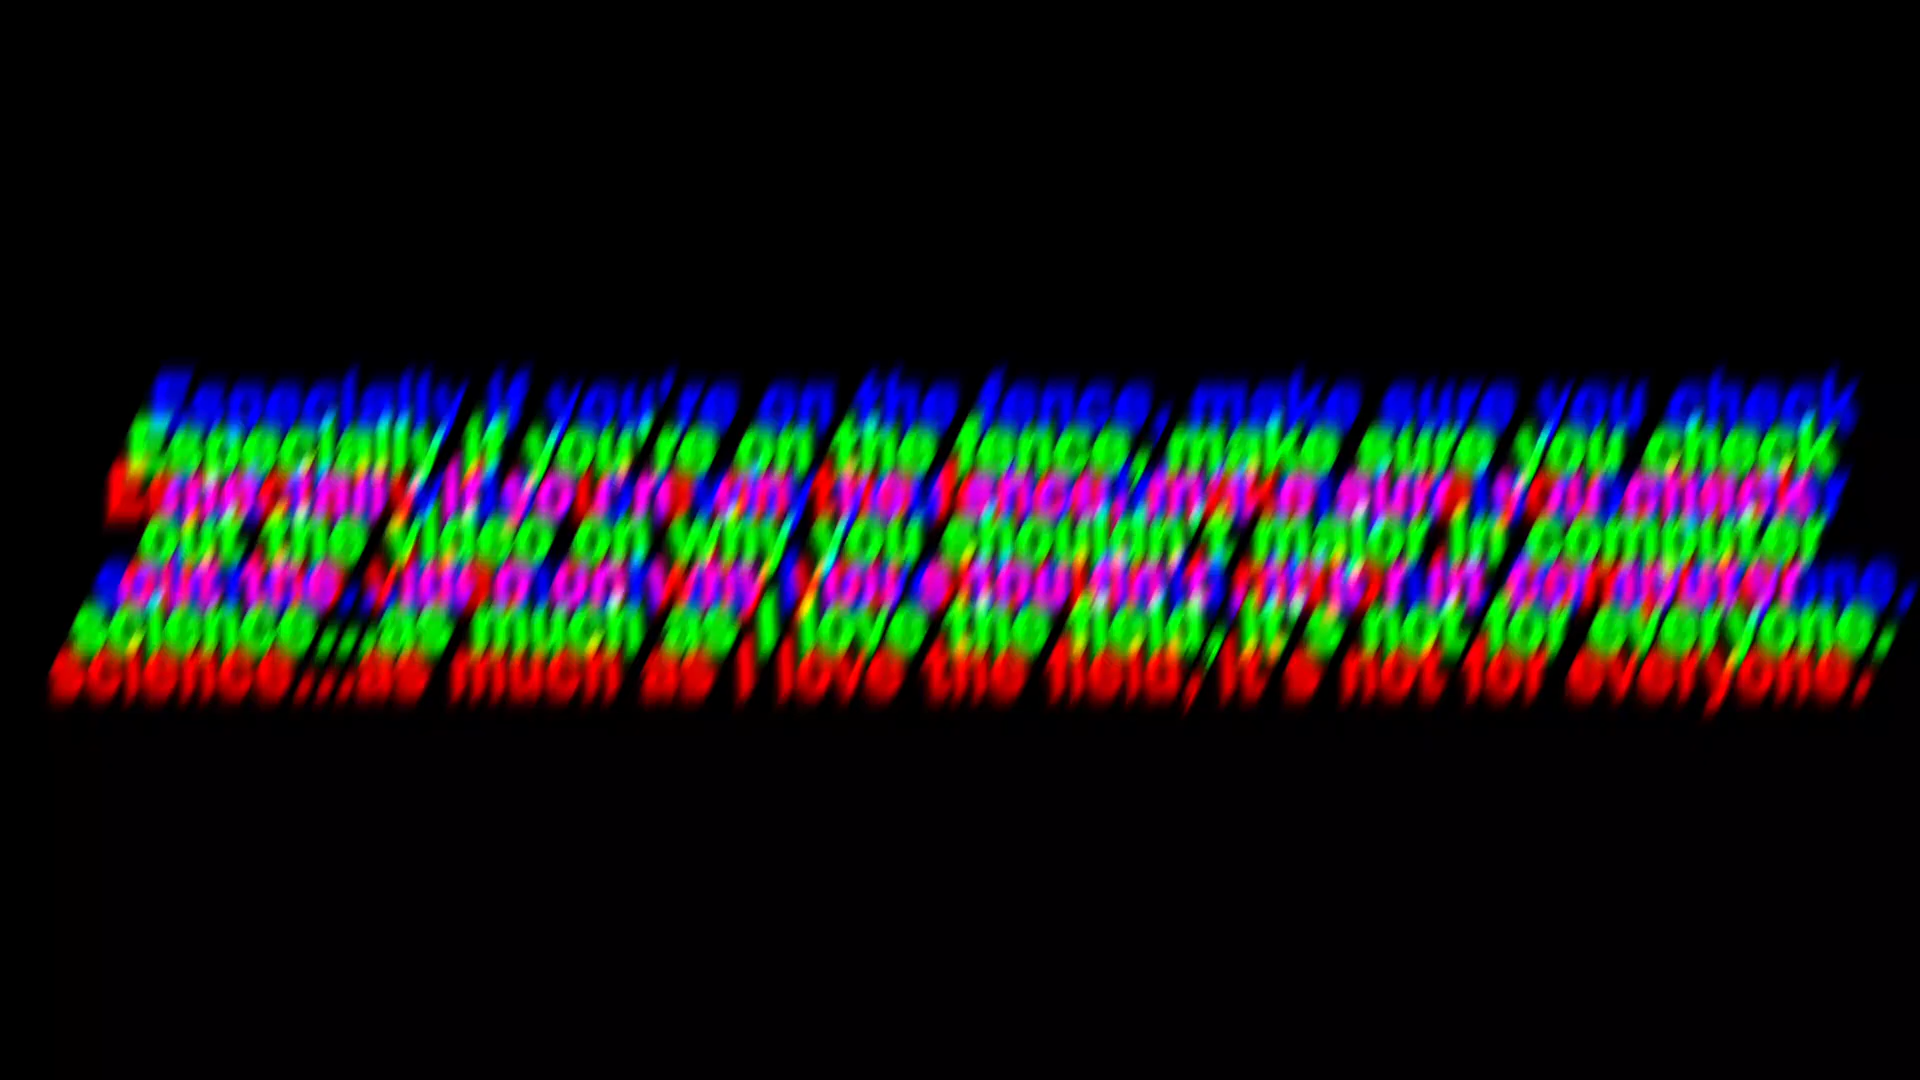 Especially if you're on the fence, make sure you check
out the video on why you shouldn't major in computer
science...as much as I love the field, it's not for everyone,